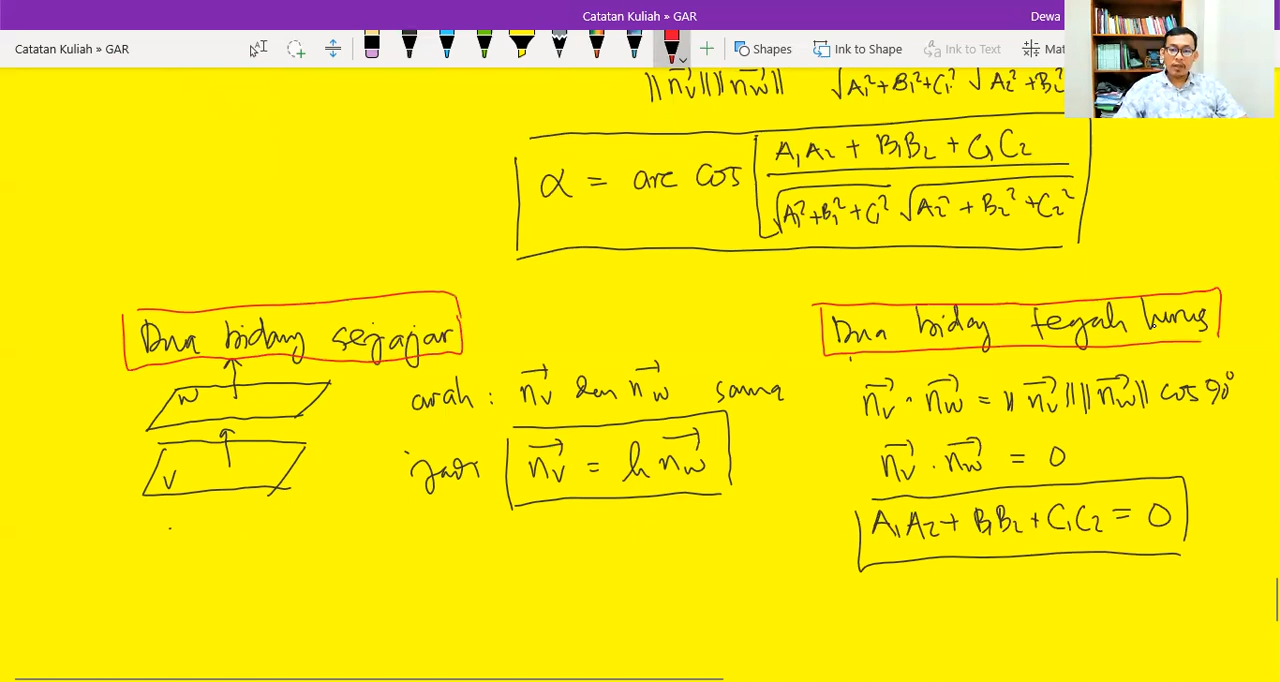 Catatan Kuliah » GAR
Dewa
Catatan Kuliah » GAR
Shapes
Ink to Shape
Ink to Text
Mat
‖n⃗v‖‖n⃗w‖ √A₁²+B₁²+C₁² √A₂²+B₂²
α = arc cos [A₁A₂ + B₁B₂ + C₁C₂ / √A₁²+B₁²+C₁² √A₂²+B₂²+C₂²
Dua bidang sejajar
w
v
arah : n⃗v dan n⃗w sama
jadi n⃗v = k n⃗w
Dua bidang tegak lurus
n⃗v · n⃗w = ‖n⃗v‖‖n⃗w‖ cos 90°
n⃗v . n⃗w = 0
A₁A₂ + B₁B₂ + C₁C₂ = 0